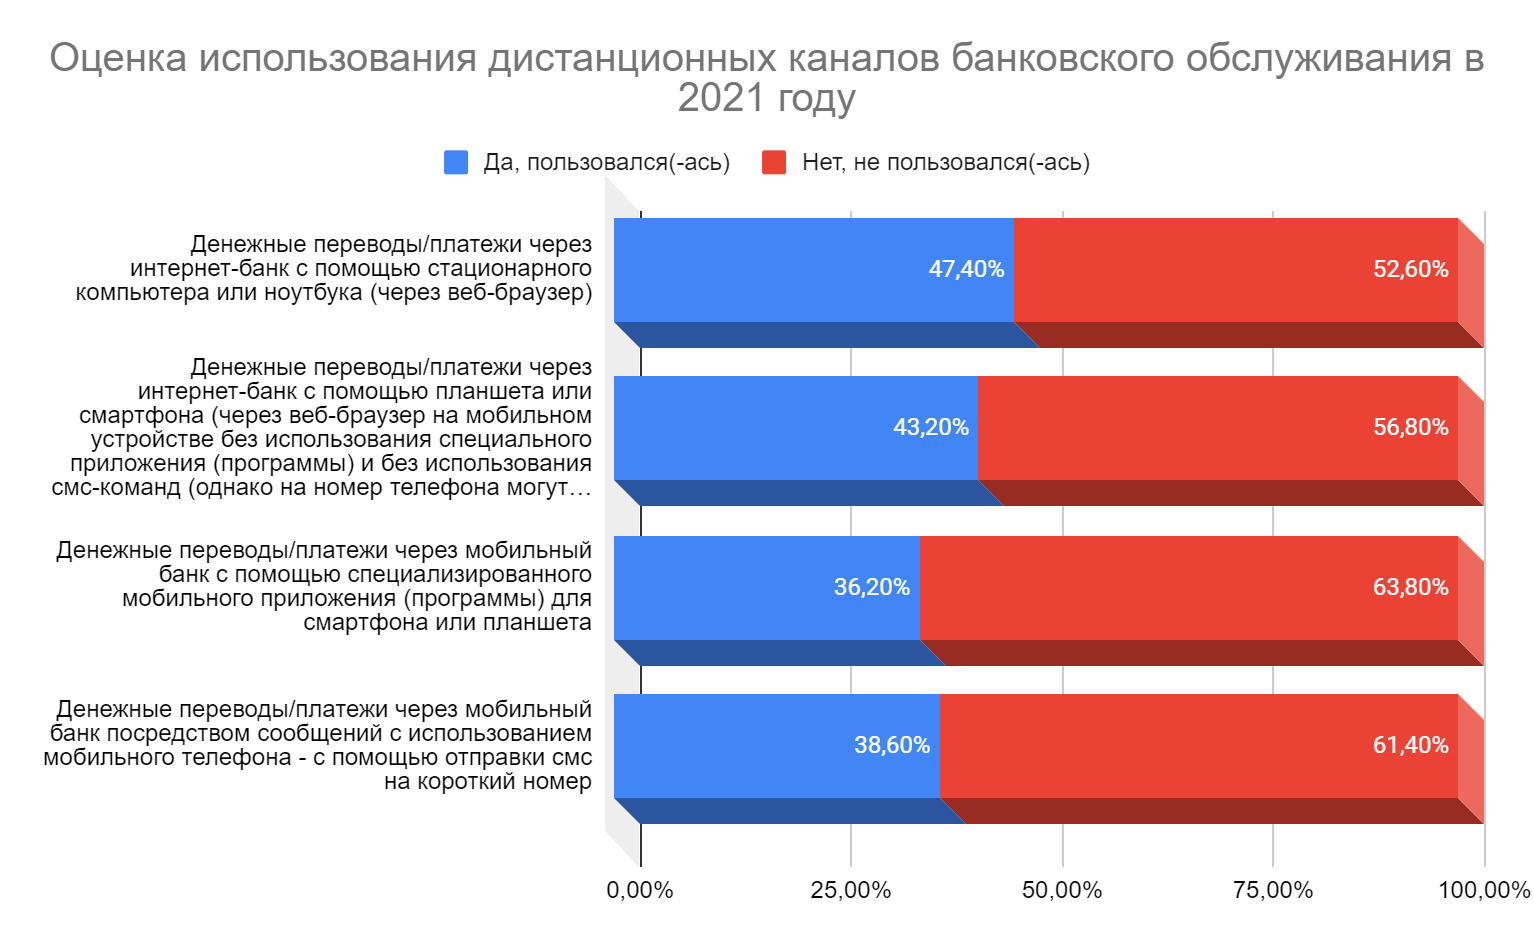 Оценка использования дистанционных каналов банковского обслуживания в
2021 году
Да, пользовался(-ась)
Нет, не пользовался(-ась)
Денежные переводы/платежи через
интернет-банк с помощью стационарного
компьютера или ноутбука (через веб-браузер)
47,40%
52,60%
Денежные переводы/платежи через
интернет-банк с помощью планшета или
смартфона (через веб-браузер на мобильном
устройстве без использования специального
приложения (программы) и без использования
смс-команд (однако на номер телефона могут…
43,20%
56,80%
Денежные переводы/платежи через мобильный
банк с помощью специализированного
мобильного приложения (программы) для
смартфона или планшета
36,20%
63,80%
Денежные переводы/платежи через мобильный
банк посредством сообщений с использованием
мобильного телефона - с помощью отправки смс
на короткий номер
38,60%
61,40%
0,00%
25,00%
50,00%
75,00%
100,00%